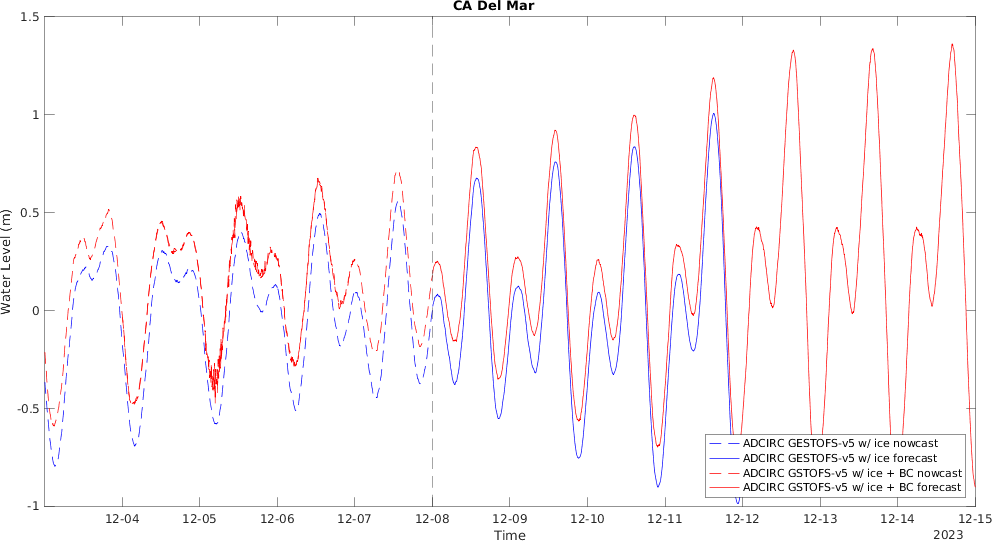 CA Del Mar
1.5
1
0.5
0
-0.5
-1
Water Level (m)
12-04 12-05 12-06 12-07 12-08 12-09 12-10 12-11 12-12 12-13 12-14 12-15
Time
2023
ADCIRC GESTOFS-v5 w/ ice nowcast
ADCIRC GESTOFS-v5 w/ ice forecast
ADCIRC GSTOFS-v5 w/ ice + BC nowcast
ADCIRC GSTOFS-v5 w/ ice + BC forecast